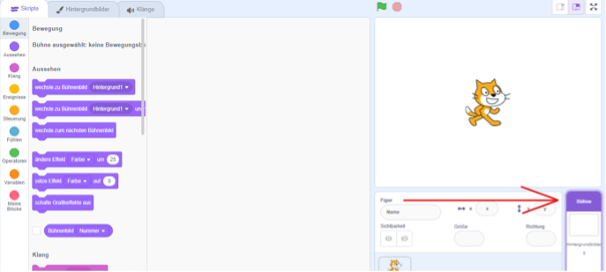 Skripte
Hintergrundbilder
Klänge
Bewegung
Aussehen
Klang
Ereignisse
Steuerung
Fühlen
Operatoren
Variablen
Meine
Blöcke
Bewegung
Bühne ausgewählt: keine Bewegungsbl
Aussehen
wechsle zu Bühnenbild Hintergrund1
wechsle zu Bühnenbild Hintergrund1 un
wechsle zum nächsten Bühnenbild
ändere Effekt Farbe um 25
setze Effekt Farbe auf 0
schalte Grafikeffekte aus
Bühnenbild Nummer
Klang
Figur
Name
x
x
y
y
Sichtbarkeit
Größe
Richtung
Bühne
Hintergrundbilder